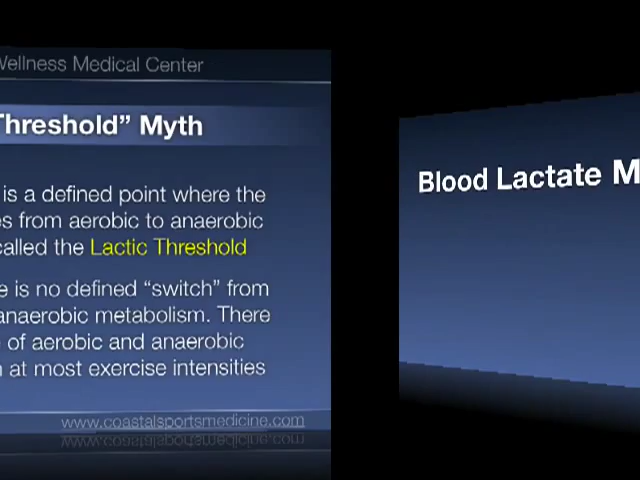 Wellness Medical Center
Threshold” Myth
is a defined point where the
from aerobic to anaerobic
called the Lactic Threshold
is no defined “switch” from
anaerobic metabolism. There
of aerobic and anaerobic
at most exercise intensities
www.coastalsportsmedicine.com
Blood Lactate M